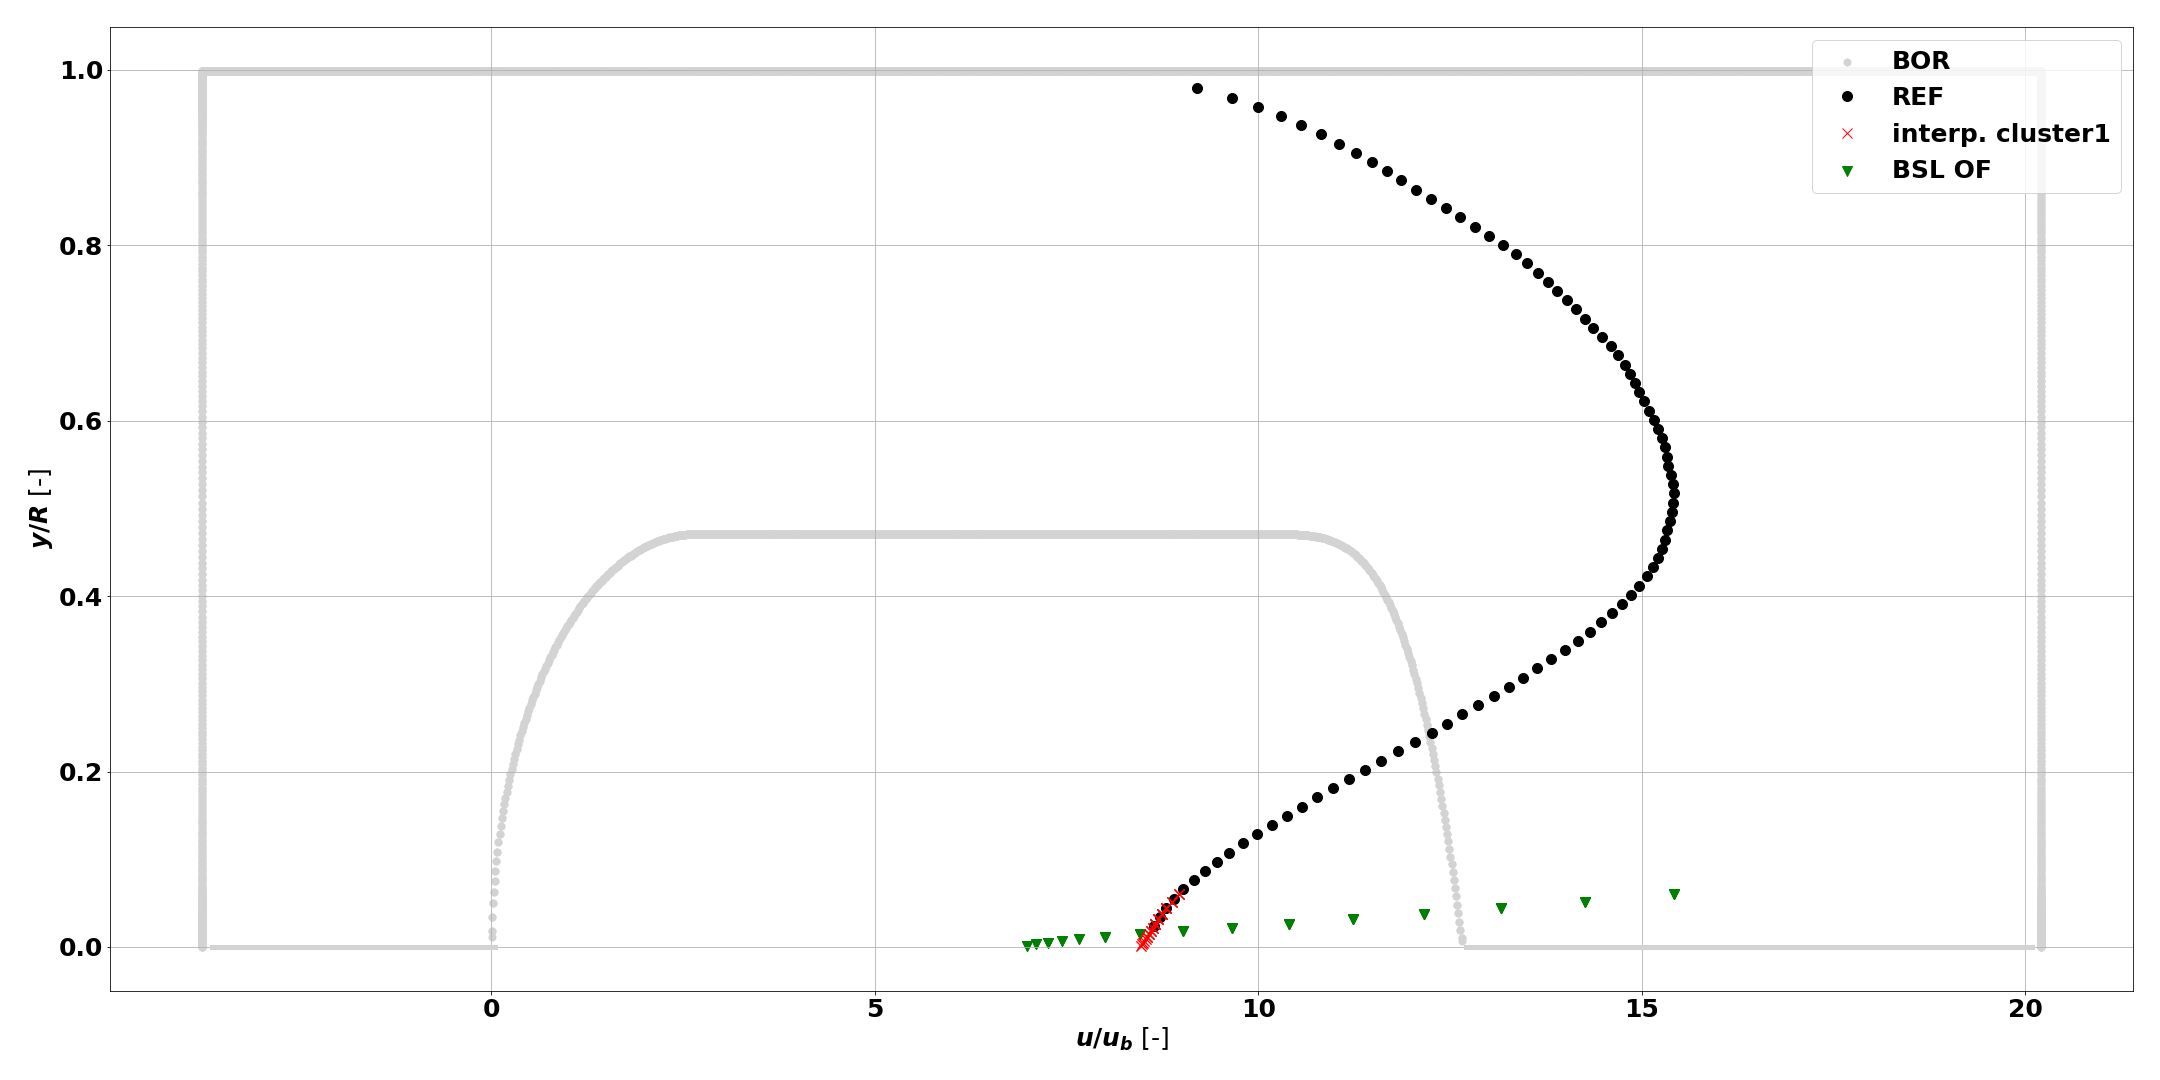 BOR
REF
interp. cluster1
BSL OF
1.0
0.8
0.6
0.4
0.2
0.0
y/R [-]
0 5 10 15 20
u/u_b [-]